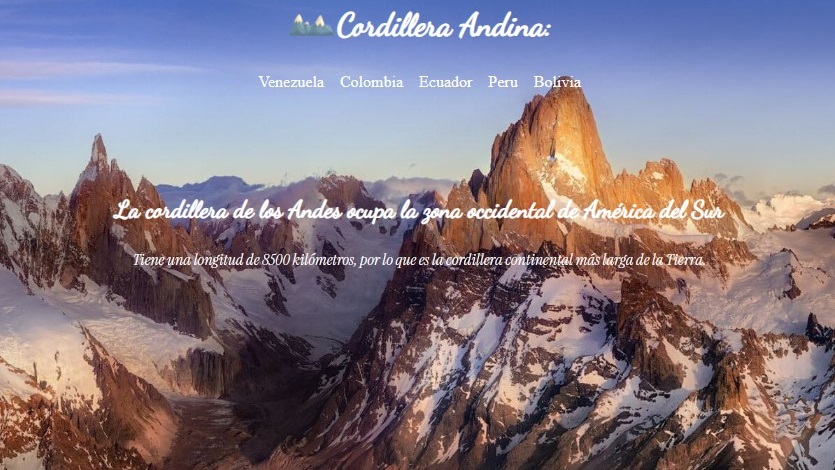 Cordillera Andina:
Venezuela Colombia Ecuador Peru Bolivia
La cordillera de los Andes ocupa la zona occidental de América del Sur
Tiene una longitud de 8500 kilómetros, por lo que es la cordillera continental más larga de la Tierra.